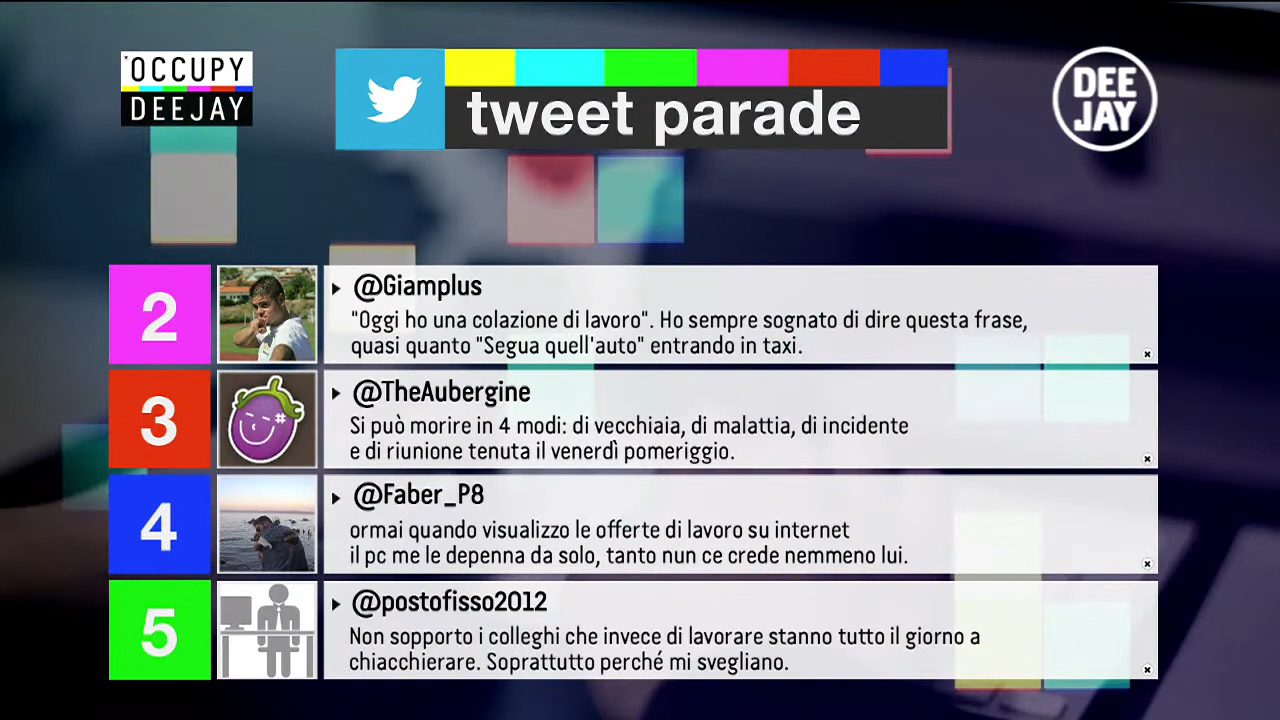 OCCUPY
DEEJAY
tweet parade
DEE
JAY
2
@Giamplus
"Oggi ho una colazione di lavoro". Ho sempre sognato di dire questa frase,
quasi quanto "Segua quell'auto" entrando in taxi.
3
@TheAubergine
Si può morire in 4 modi: di vecchiaia, di malattia, di incidente
e di riunione tenuta il venerdì pomeriggio.
4
@Faber_P8
ormai quando visualizzo le offerte di lavoro su internet
il pc me le depenna da solo, tanto nun ce crede nemmeno lui.
5
@postofisso2012
Non sopporto i colleghi che invece di lavorare stanno tutto il giorno a
chiacchierare. Soprattutto perché mi svegliano.